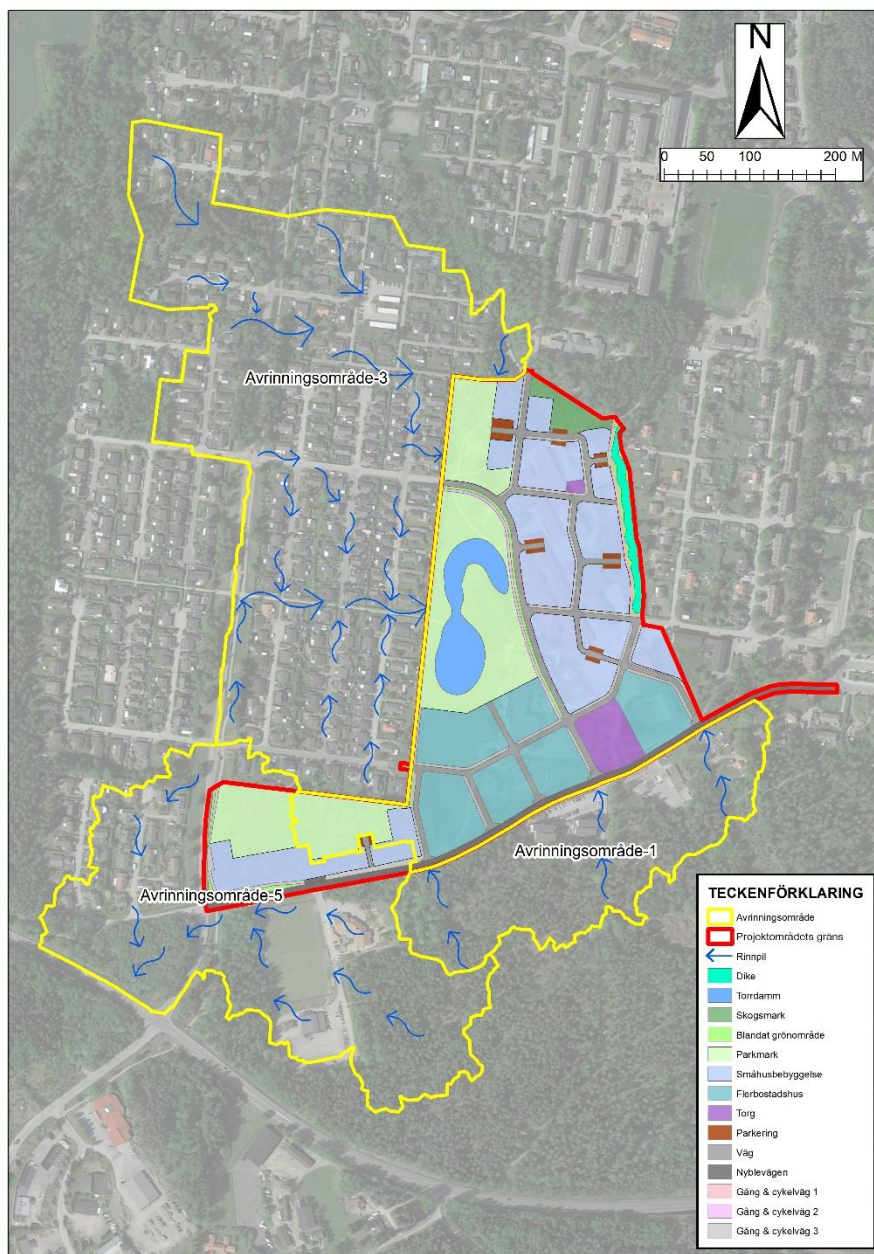 N
0 50 100 200 M
Avrinningsområde-3
Avrinningsområde-1
Avrinningsområde-5
TECKENFÖRKLARING
Avrinningsområde
Projektområdets gräns
Rinnpil
Dike
Torrdamm
Skogsmark
Blandat grönområde
Parkmark
Småhusbebyggelse
Flerbostadshus
Torg
Parkering
Väg
Nyblevägen
Gång & cykelväg 1
Gång & cykelväg 2
Gång & cykelväg 3